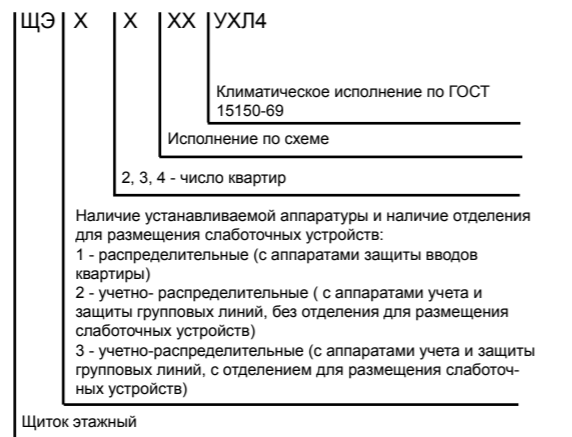 ЩЭ Х Х ХХ УХЛ4
Климатическое исполнение по ГОСТ
15150-69
Исполнение по схеме
2, 3, 4 - число квартир
Наличие устанавливаемой аппаратуры и наличие отделения
для размещения слаботочных устройств:
1 - распределительные (с аппаратами защиты вводов
квартиры)
2 - учетно- распределительные ( с аппаратами учета и
защиты групповых линий, без отделения для размещения
слаботочных устройств)
3 - учетно-распределительные (с аппаратами учета и защиты
групповых линий, с отделением для размещения слаботоч-
ных устройств)
Щиток этажный